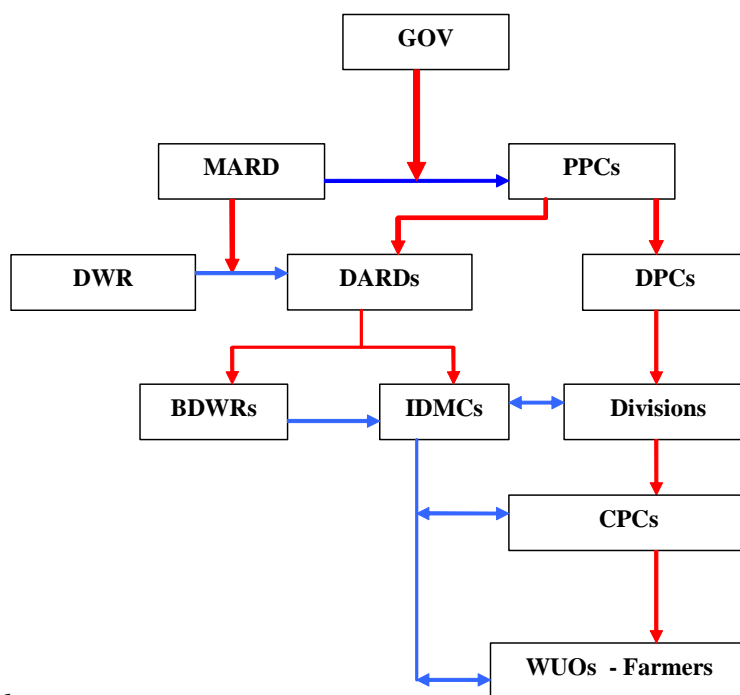 GOV
MARD
PPCs
DWR
DARDs
DPCs
BDWRs
IDMCs
Divisions
CPCs
WUOs - Farmers